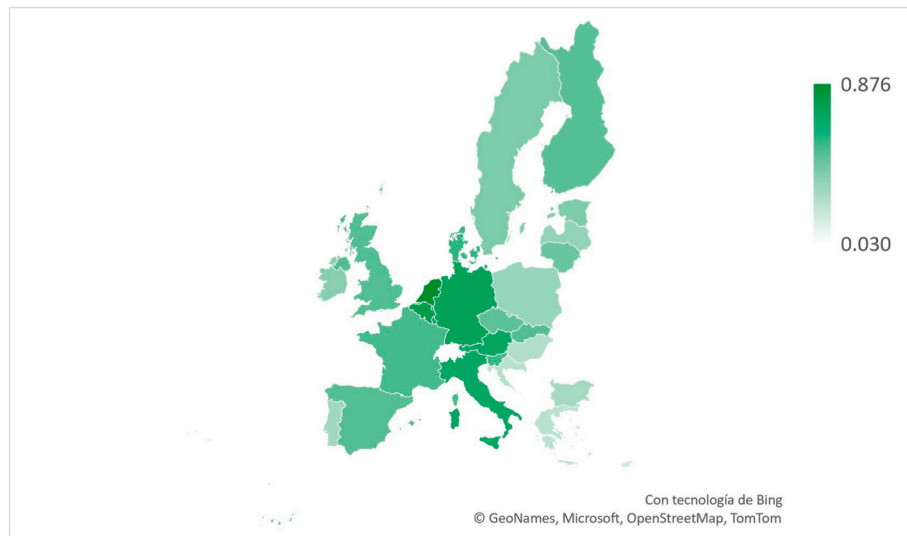 0.876
0.030
Con tecnología de Bing
© GeoNames, Microsoft, OpenStreetMap, TomTom